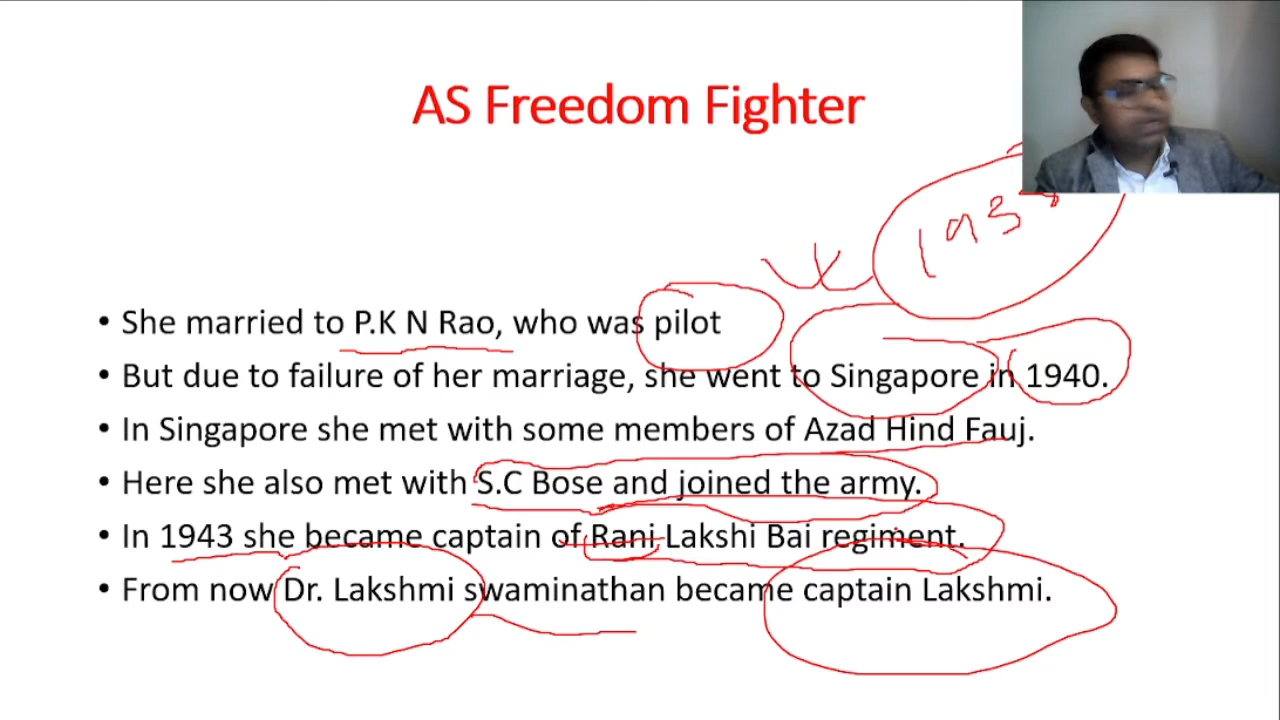 AS Freedom Fighter
193
• She married to P.K N Rao, who was pilot
• But due to failure of her marriage, she went to Singapore in 1940.
• In Singapore she met with some members of Azad Hind Fauj.
• Here she also met with S.C Bose and joined the army.
• In 1943 she became captain of Rani Lakshi Bai regiment.
• From now Dr. Lakshmi swaminathan became captain Lakshmi.